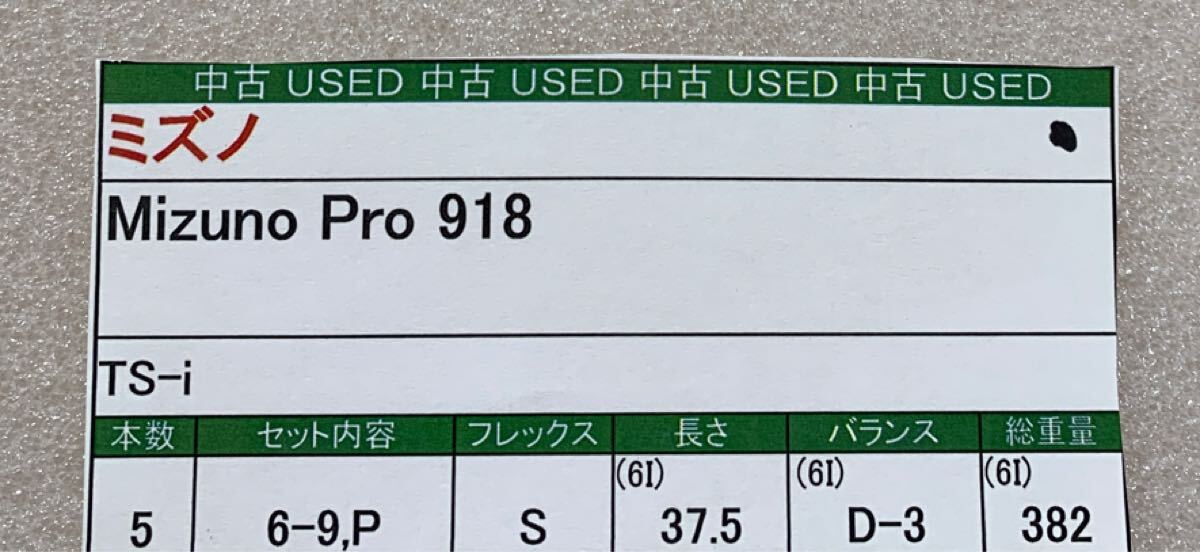 中古 USED 中古 USED 中古 USED 中古 USED
ミズノ
Mizuno Pro 918
TS-i
本数 セット内容 フレックス 長さ バランス 総重量
(6I) (6I) (6I)
5 6-9,P S 37.5 D-3 382